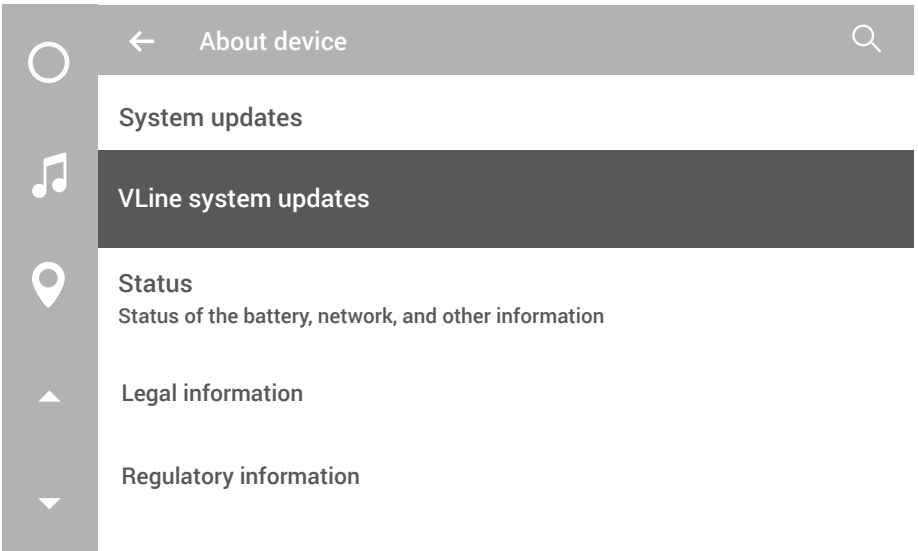 About device
System updates
VLine system updates
Status
Status of the battery, network, and other information
Legal information
Regulatory information